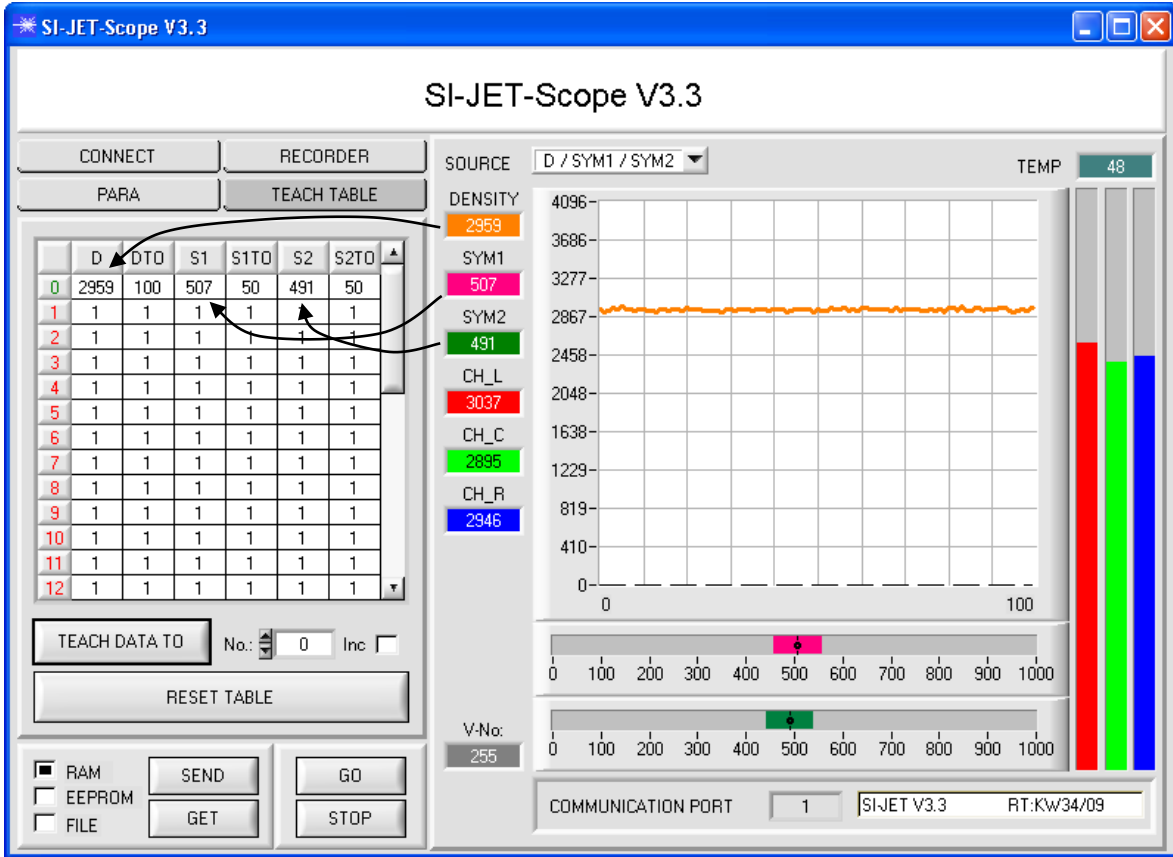 SI-JET-Scope V3.3
SI-JET-Scope V3.3
CONNECT RECORDER
PARA TEACH TABLE
D DTO S1 S1TO S2 S2TO
0 2959 100 507 50 491 50
1 1 1 1 1 1 1
2 1 1 1 1 1 1
3 1 1 1 1 1 1
4 1 1 1 1 1 1
5 1 1 1 1 1 1
6 1 1 1 1 1 1
7 1 1 1 1 1 1
8 1 1 1 1 1 1
9 1 1 1 1 1 1
10 1 1 1 1 1 1
11 1 1 1 1 1 1
12 1 1 1 1 1 1
TEACH DATA TO No.: 0 Inc
RESET TABLE
RAM
EEPROM
FILE
SEND
GET
GO
STOP
SOURCE D / SYM1 / SYM2
TEMP 48
DENSITY
2959
SYM1
507
SYM2
491
CH_L
3037
CH_C
2895
CH_R
2946
V-No:
255
4096
3686
3277
2867
2458
2048
1638
1229
819
410
0
0 100
0 100 200 300 400 500 600 700 800 900 1000
0 100 200 300 400 500 600 700 800 900 1000
COMMUNICATION PORT 1 SI-JET V3.3 RT:KW34/09